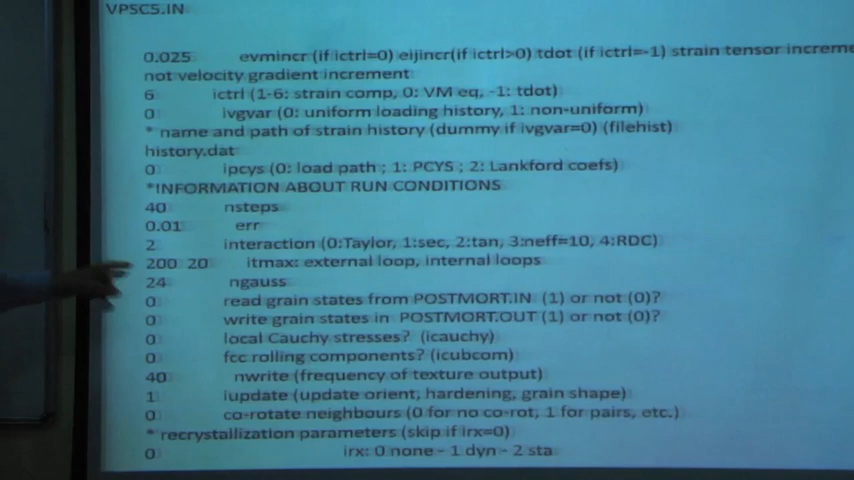 VPSC5.IN
0.025 evmincr (if ictrl=0) eijincr(if ictrl>0) tdot (if ictrl=-1) strain tensor increme
not velocity gradient increment
6 ictrl (1-6: strain comp, 0: VM eq, -1: tdot)
0 ivgvar (0: uniform loading history, 1: non-uniform)
* name and path of strain history (dummy if ivgvar=0) (filehist)
history.dat
0 ipcys (0: load path ; 1: PCYS ; 2: Lankford coefs)
*INFORMATION ABOUT RUN CONDITIONS
40 nsteps
0.01 err
2 interaction (0:Taylor, 1:sec, 2:tan, 3:neff=10, 4:RDC)
200 20 itmax: external loop, internal loops
24 ngauss
0 read grain states from POSTMORT.IN (1) or not (0)?
0 write grain states in POSTMORT.OUT (1) or not (0)?
0 local Cauchy stresses? (icauchy)
0 fcc rolling components? (icubcom)
40 nwrite (frequency of texture output)
1 iupdate (update orient, hardening, grain shape)
0 co-rotate neighbours (0 for no co-rot, 1 for pairs, etc.)
* recrystallization parameters (skip if irx=0)
0 irx: 0 none - 1 dyn - 2 sta